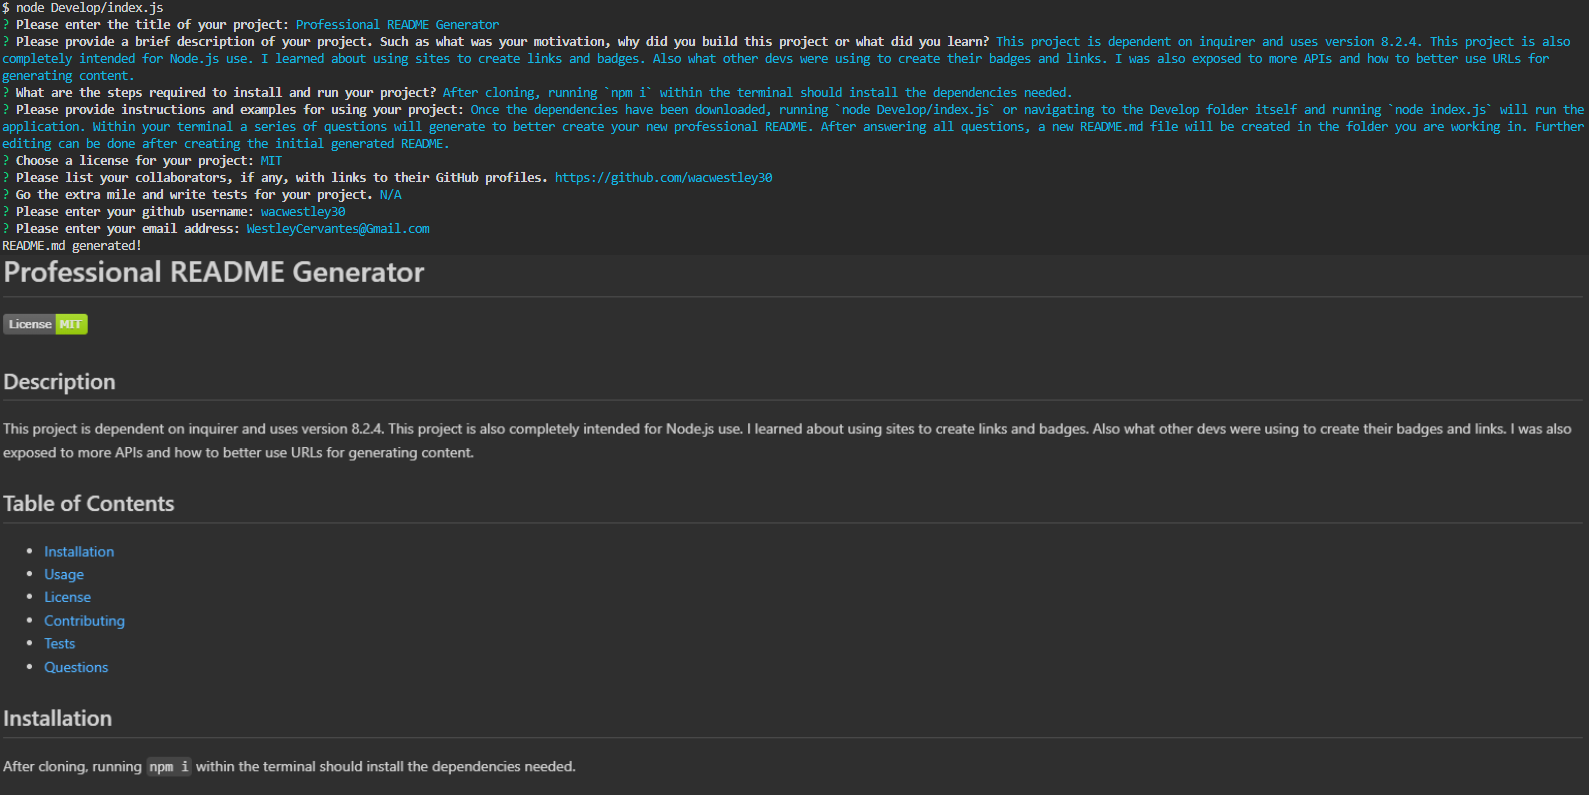 $ node Develop/index.js
? Please enter the title of your project: Professional README Generator
? Please provide a brief description of your project. Such as what was your motivation, why did you build this project or what did you learn? This project is dependent on inquirer and uses version 8.2.4. This project is also
completely intended for Node.js use. I learned about using sites to create links and badges. Also what other devs were using to create their badges and links. I was also exposed to more APIs and how to better use URLs for
generating content.
? What are the steps required to install and run your project? After cloning, running `npm i` within the terminal should install the dependencies needed.
? Please provide instructions and examples for using your project: Once the dependencies have been downloaded, running `node Develop/index.js` or navigating to the Develop folder itself and running `node index.js` will run the
application. Within your terminal a series of questions will generate to better create your new professional README. After answering all questions, a new README.md file will be created in the folder you are working in. Further
editing can be done after creating the initial generated README.
? Choose a license for your project: MIT
? Please list your collaborators, if any, with links to their GitHub profiles. https://github.com/wacwestley30
? Go the extra mile and write tests for your project. N/A
? Please enter your github username: wacwestley30
? Please enter your email address: WestleyCervantes@Gmail.com
README.md generated!
Professional README Generator
License MIT
Description
This project is dependent on inquirer and uses version 8.2.4. This project is also completely intended for Node.js use. I learned about using sites to create links and badges. Also what other devs were using to create their badges and links. I was also
exposed to more APIs and how to better use URLs for generating content.
Table of Contents
• Installation
• Usage
• License
• Contributing
• Tests
• Questions
Installation
After cloning, running npm i within the terminal should install the dependencies needed.